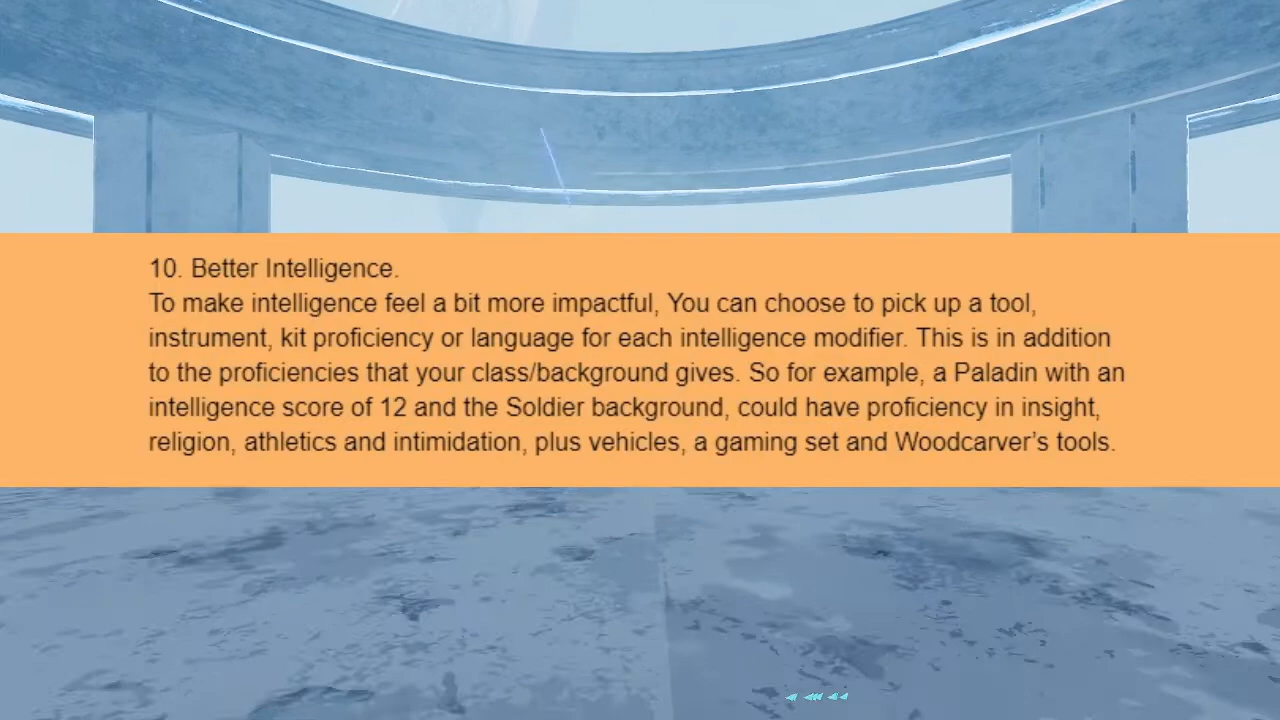 10. Better Intelligence.
To make intelligence feel a bit more impactful, You can choose to pick up a tool,
instrument, kit proficiency or language for each intelligence modifier. This is in addition
to the proficiencies that your class/background gives. So for example, a Paladin with an
intelligence score of 12 and the Soldier background, could have proficiency in insight,
religion, athletics and intimidation, plus vehicles, a gaming set and Woodcarver’s tools.